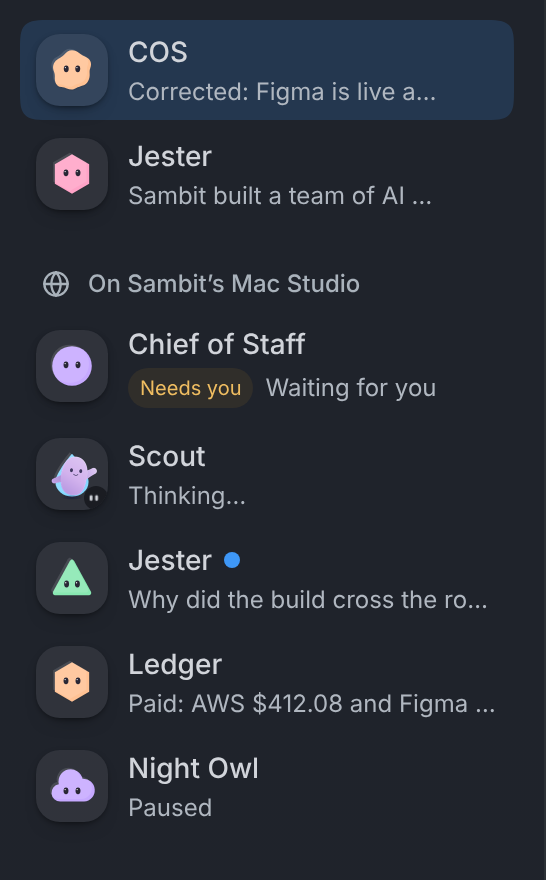 COS
Corrected: Figma is live a...
Jester
Sambit built a team of AI ...
On Sambit’s Mac Studio
Chief of Staff
Needs you Waiting for you
Scout
Thinking...
Jester
Why did the build cross the ro...
Ledger
Paid: AWS $412.08 and Figma ...
Night Owl
Paused